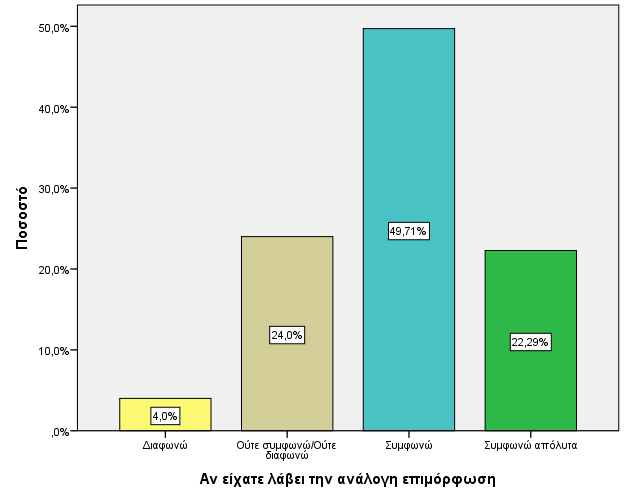 50,0%
40,0%
30,0%
20,0%
10,0%
,0%
Ποσοστό
4,0%
24,0%
49,71%
22,29%
Διαφωνώ
Ούτε συμφωνώ/Ούτε
διαφωνώ
Συμφωνώ
Συμφωνώ απόλυτα
Αν είχατε λάβει την ανάλογη επιμόρφωση